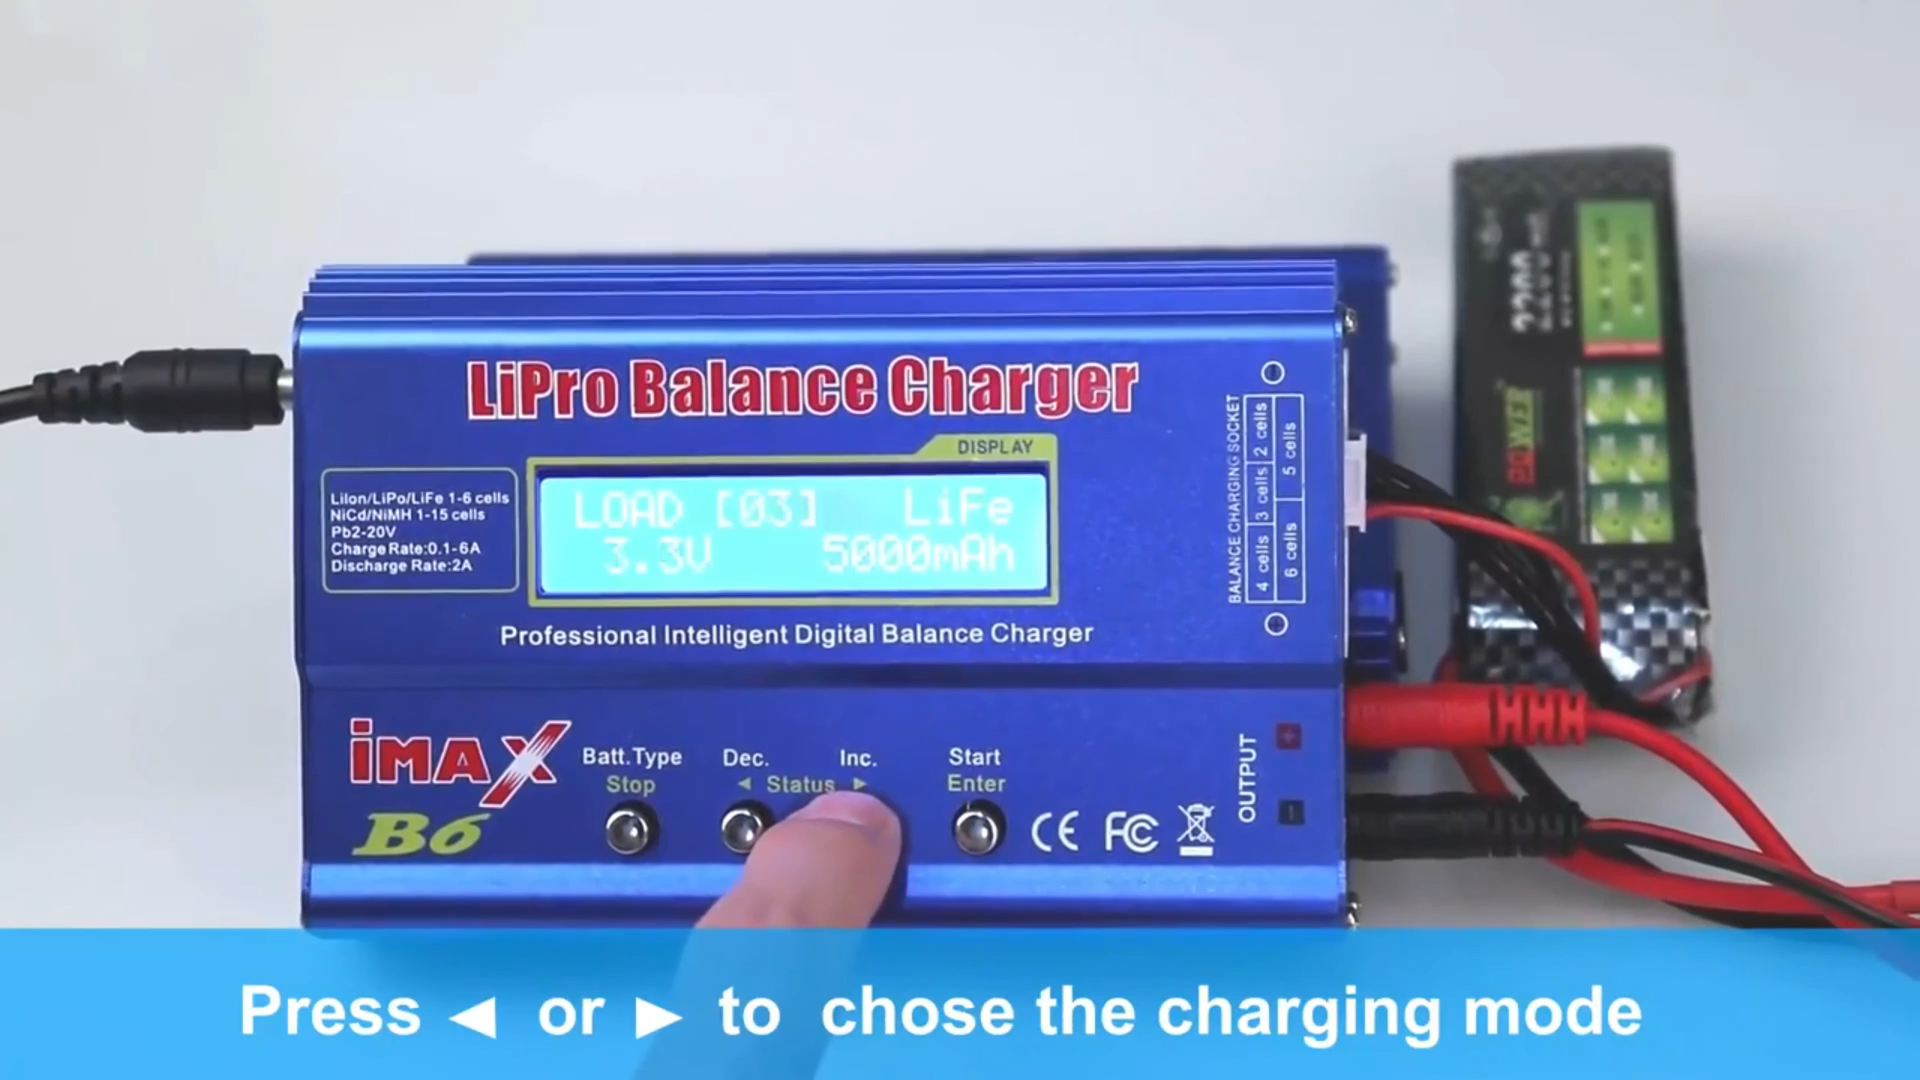 LiPro Balance Charger
DISPLAY
LOAD [03] LiFe
3.3V 5000mAh
LiIon/LiPo/LiFe 1-6 cells
NiCd/NiMH 1-15 cells
Pb2-20V
Charge Rate:0.1-6A
Discharge Rate:2A
Professional Intelligent Digital Balance Charger
BALANCE CHARGING SOCKET
4 cells 3 cells 2 cells
6 cells 5 cells
iMAX
B6
Batt.Type Dec. Inc. Start
Stop ◄ Status ► Enter
CE FC
OUTPUT
+
-
2200
POWER
Press ◄ or ► to chose the charging mode